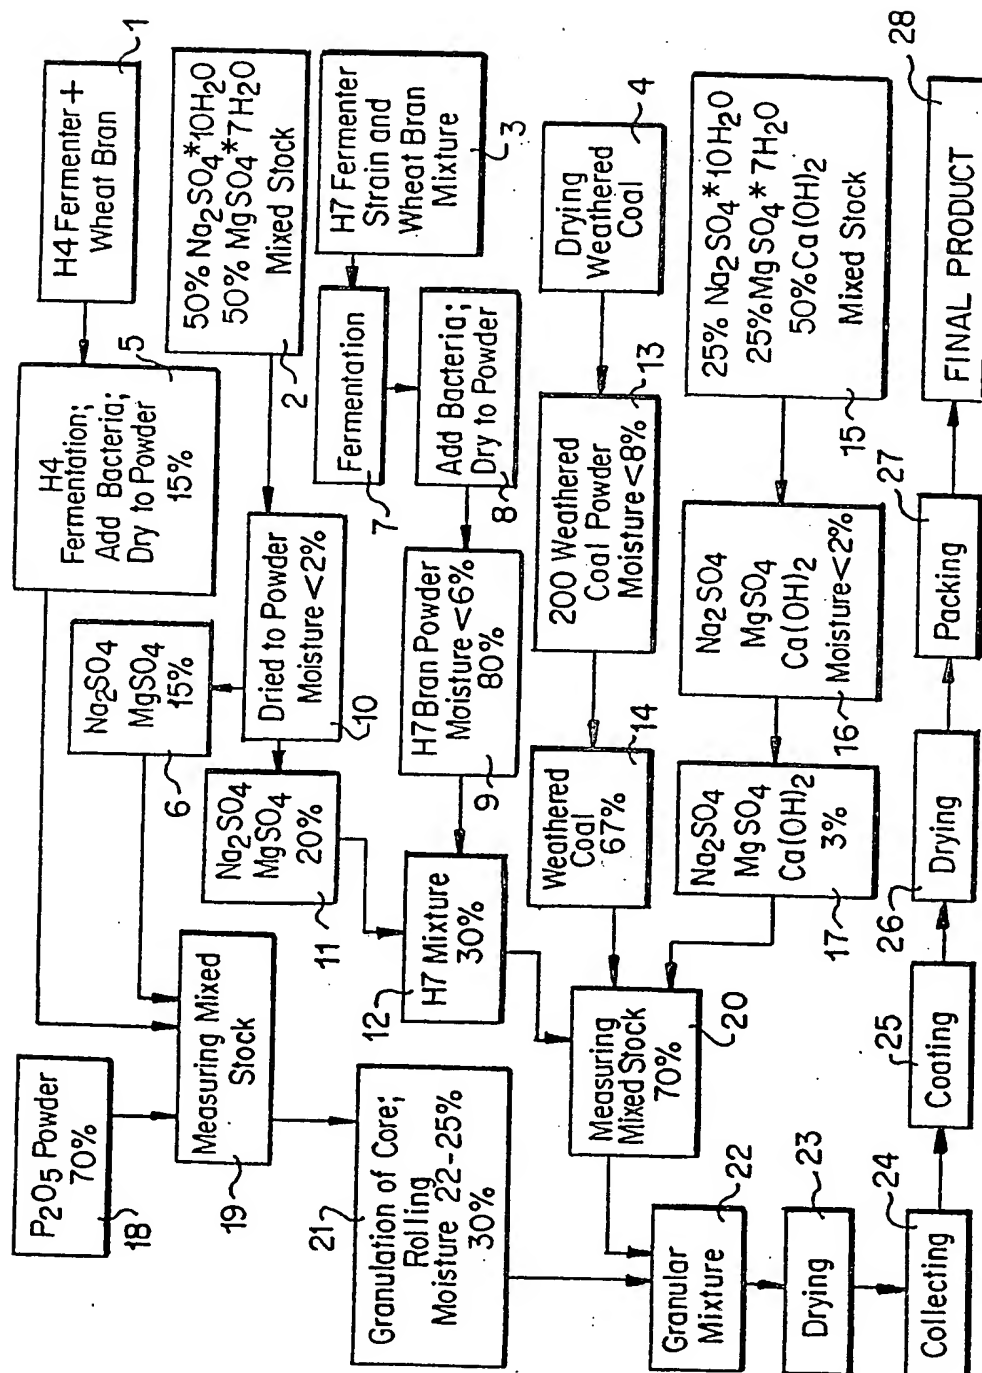 H4 Fermenter +
Wheat Bran
1
50% Na2SO4*10H2O
50% MgSO4*7H2O
Mixed Stock
2
H7 Fermenter
Strain and
Wheat Bran
Mixture
3
Drying
Weathered
Coal
4
25% Na2SO4*10H2O
25% MgSO4*7H2O
50% Ca(OH)2
Mixed Stock
15
FINAL PRODUCT
28
H4
Fermentation;
Add Bacteria;
Dry to Powder
15%
5
Fermentation
7
Add Bacteria;
Dry to Powder
8
200 Weathered
Coal Powder
Moisture<8%
13
Na2SO4
MgSO4
Ca(OH)2
Moisture<2%
16
Packing
27
Na2SO4
MgSO4
15%
6
Dried to Powder
Moisture<2%
10
H7 Bran Powder
Moisture<6%
80%
9
Weathered
Coal
67%
14
Na2SO4
MgSO4
Ca(OH)2
3%
17
Drying
26
Na2SO4
MgSO4
20%
11
H7 Mixture
30%
12
P2O5 Powder
70%
18
Measuring Mixed
Stock
19
Measuring
Mixed Stock
70%
20
Coating
25
Granulation of Core;
Rolling
Moisture 22-25%
30%
21
Granular
Mixture
22
Drying
23
Collecting
24